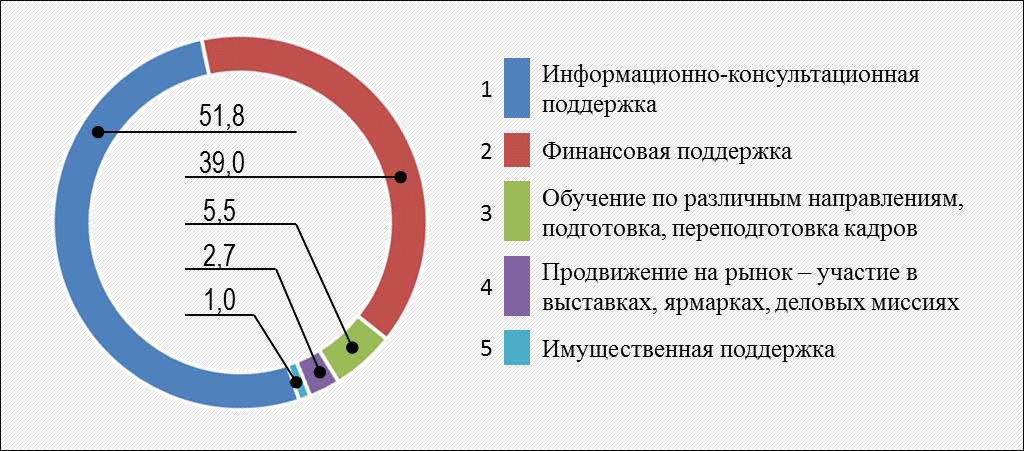 51,8
39,0
5,5
2,7
1,0
1 Информационно-консультационная
поддержка
2 Финансовая поддержка
3 Обучение по различным направлениям,
подготовка, переподготовка кадров
4 Продвижение на рынок – участие в
выставках, ярмарках, деловых миссиях
5 Имущественная поддержка